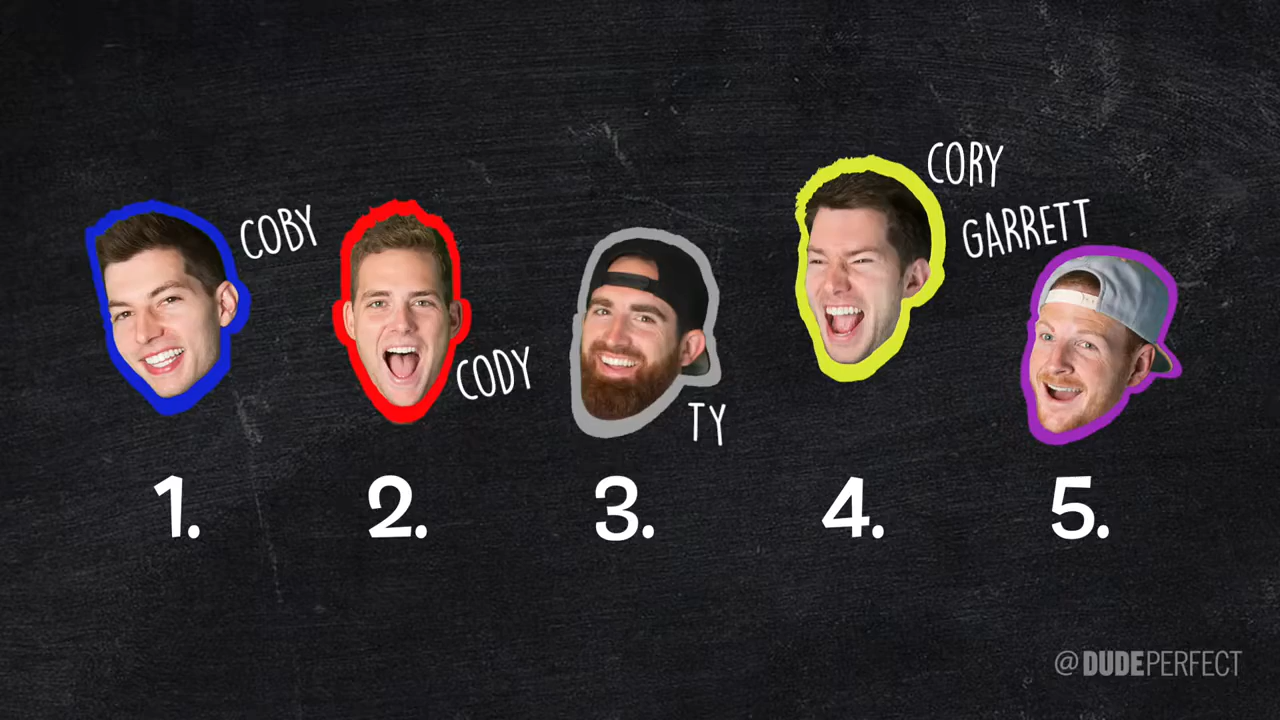 COBY
CODY
TY
CORY
GARRETT
1.
2.
3.
4.
5.
@DUDEPERFECT